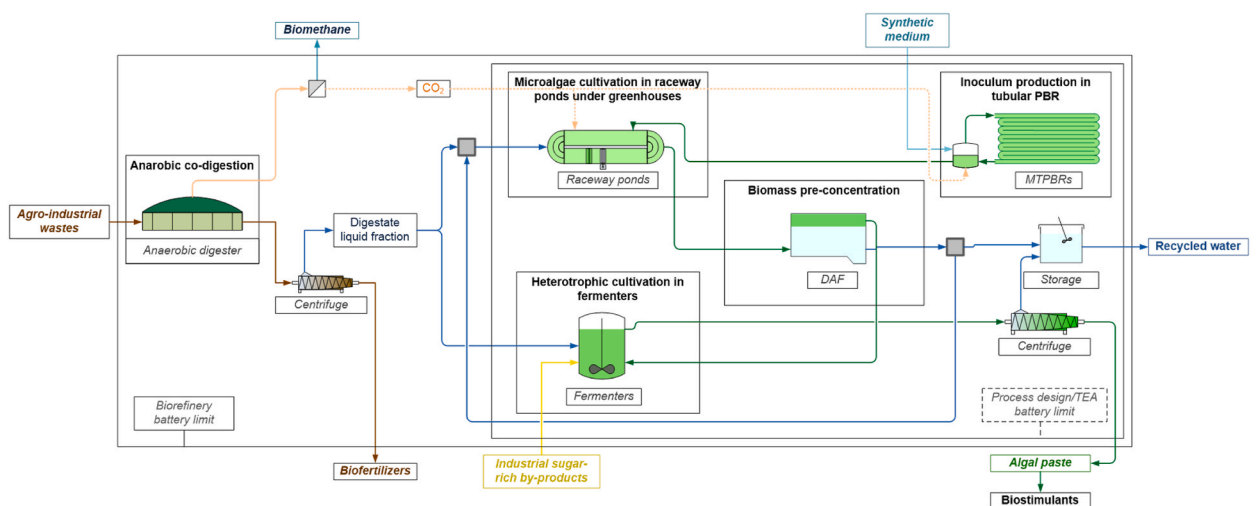 Biomethane
Synthetic
medium
Microalgae cultivation in raceway
ponds under greenhouses
Inoculum production in
tubular PBR
CO₂
Anarobic co-digestion
Raceway ponds
MTPBRs
Biomass pre-concentration
Agro-industrial
wastes
Digestate
liquid fraction
Anaerobic digester
Recycled water
DAF
Storage
Heterotrophic cultivation in
fermenters
Centrifuge
Centrifuge
Fermenters
Process design/TEA
battery limit
Biorefinery
battery limit
Biofertilizers
Industrial sugar-
rich by-products
Algal paste
Biostimulants